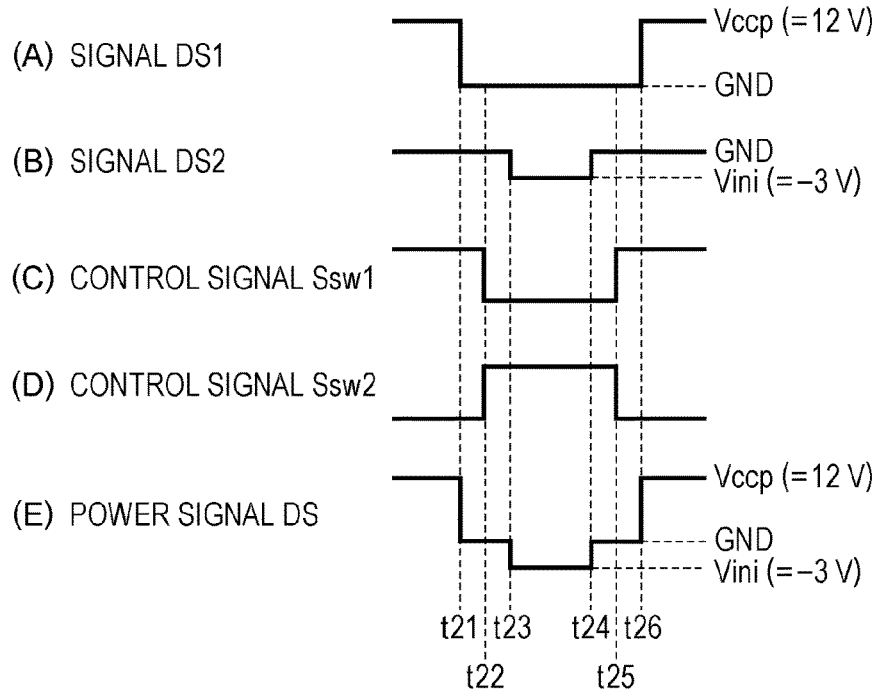 (A) SIGNAL DS1
Vccp (=12 V)
GND
(B) SIGNAL DS2
GND
Vini (=–3 V)
(C) CONTROL SIGNAL Ssw1
(D) CONTROL SIGNAL Ssw2
(E) POWER SIGNAL DS
Vccp (=12 V)
GND
Vini (=–3 V)
t21 t23 t24 t26
t22 t25